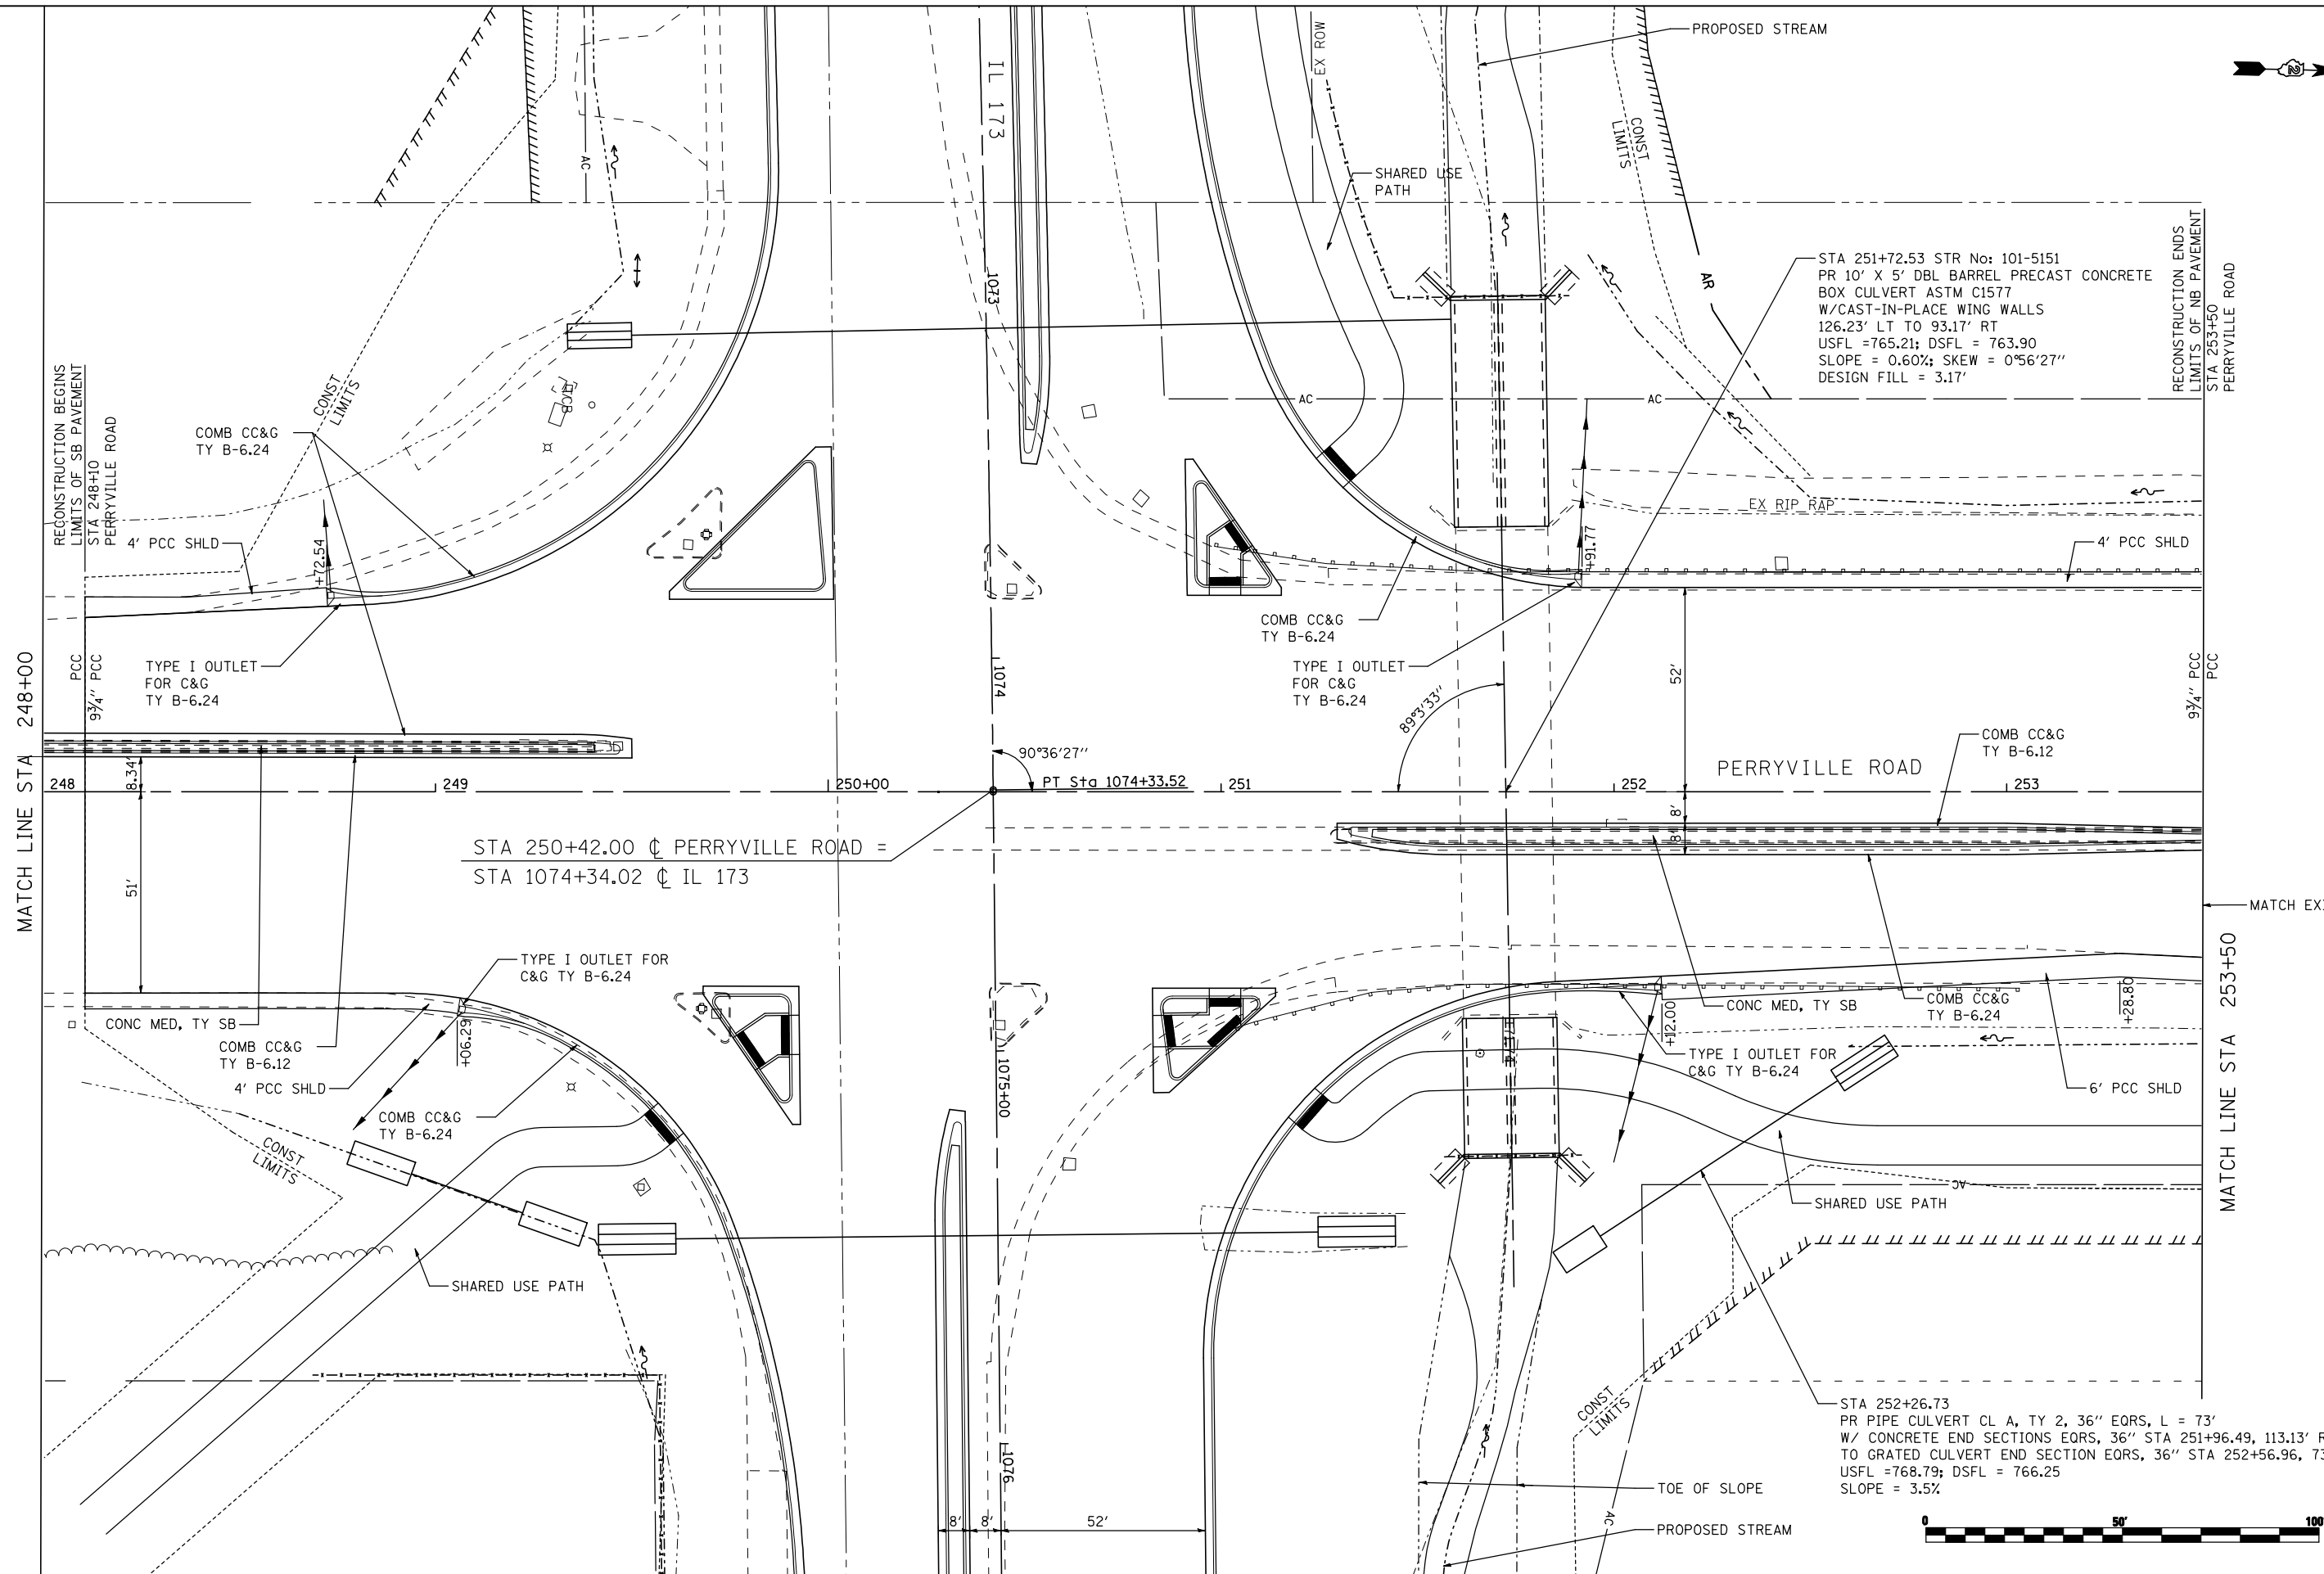 PROPOSED STREAM
EX ROW
IL 173
CONST
LIMITS
AC
SHARED USE
PATH
AR
STA 251+72.53 STR No: 101-5151
PR 10' X 5' DBL BARREL PRECAST CONCRETE
BOX CULVERT ASTM C1577
W/CAST-IN-PLACE WING WALLS
126.23' LT TO 93.17' RT
USFL =765.21; DSFL = 763.90
SLOPE = 0.60%; SKEW = 0°56'27"
DESIGN FILL = 3.17'
RECONSTRUCTION ENDS
LIMITS OF NB PAVEMENT
STA 253+50
PERRYVILLE ROAD
1073
RECONSTRUCTION BEGINS
LIMITS OF SB PAVEMENT
STA 248+10
PERRYVILLE ROAD
CONST
LIMITS
COMB CC&G
TY B-6.24
AC
AC
EX RIP RAP
4' PCC SHLD
+72.54
+91.77
4' PCC SHLD
COMB CC&G
TY B-6.24
TYPE I OUTLET
FOR C&G
TY B-6.24
TYPE I OUTLET
FOR C&G
TY B-6.24
PCC
9¾" PCC
1074
52'
89°3'33"
9¾" PCC
PCC
MATCH LINE STA 248+00
90°36'27"
COMB CC&G
TY B-6.12
PERRYVILLE ROAD
8.34'
248
249
250+00
PT Sta 1074+33.52
251
252
253
8'
8'
STA 250+42.00 ℄ PERRYVILLE ROAD =
STA 1074+34.02 ℄ IL 173
51'
MATCH EX
TYPE I OUTLET FOR
C&G TY B-6.24
CONC MED, TY SB
COMB CC&G
TY B-6.24
+28.80
MATCH LINE STA 253+50
CONC MED, TY SB
COMB CC&G
TY B-6.12
+06.29
+12.00
TYPE I OUTLET FOR
C&G TY B-6.24
4' PCC SHLD
6' PCC SHLD
1075+00
COMB CC&G
TY B-6.24
CONST
LIMITS
AC
SHARED USE PATH
SHARED USE PATH
STA 252+26.73
PR PIPE CULVERT CL A, TY 2, 36" EQRS, L = 73'
W/ CONCRETE END SECTIONS EQRS, 36" STA 251+96.49, 113.13'
TO GRATED CULVERT END SECTION EQRS, 36" STA 252+56.96,
USFL =768.79; DSFL = 766.25
SLOPE = 3.5%
CONST
LIMITS
1076
TOE OF SLOPE
AC
8'
8'
52'
PROPOSED STREAM
0
50'
100